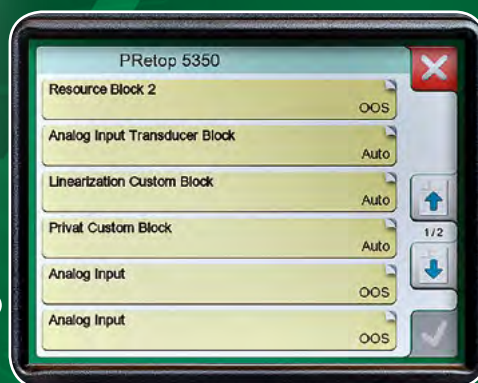 PRetop 5350
Resource Block 2
OOS
Analog Input Transducer Block
Auto
Linearization Custom Block
Auto
Privat Custom Block
Auto
1/2
Analog Input
OOS
Analog Input
OOS